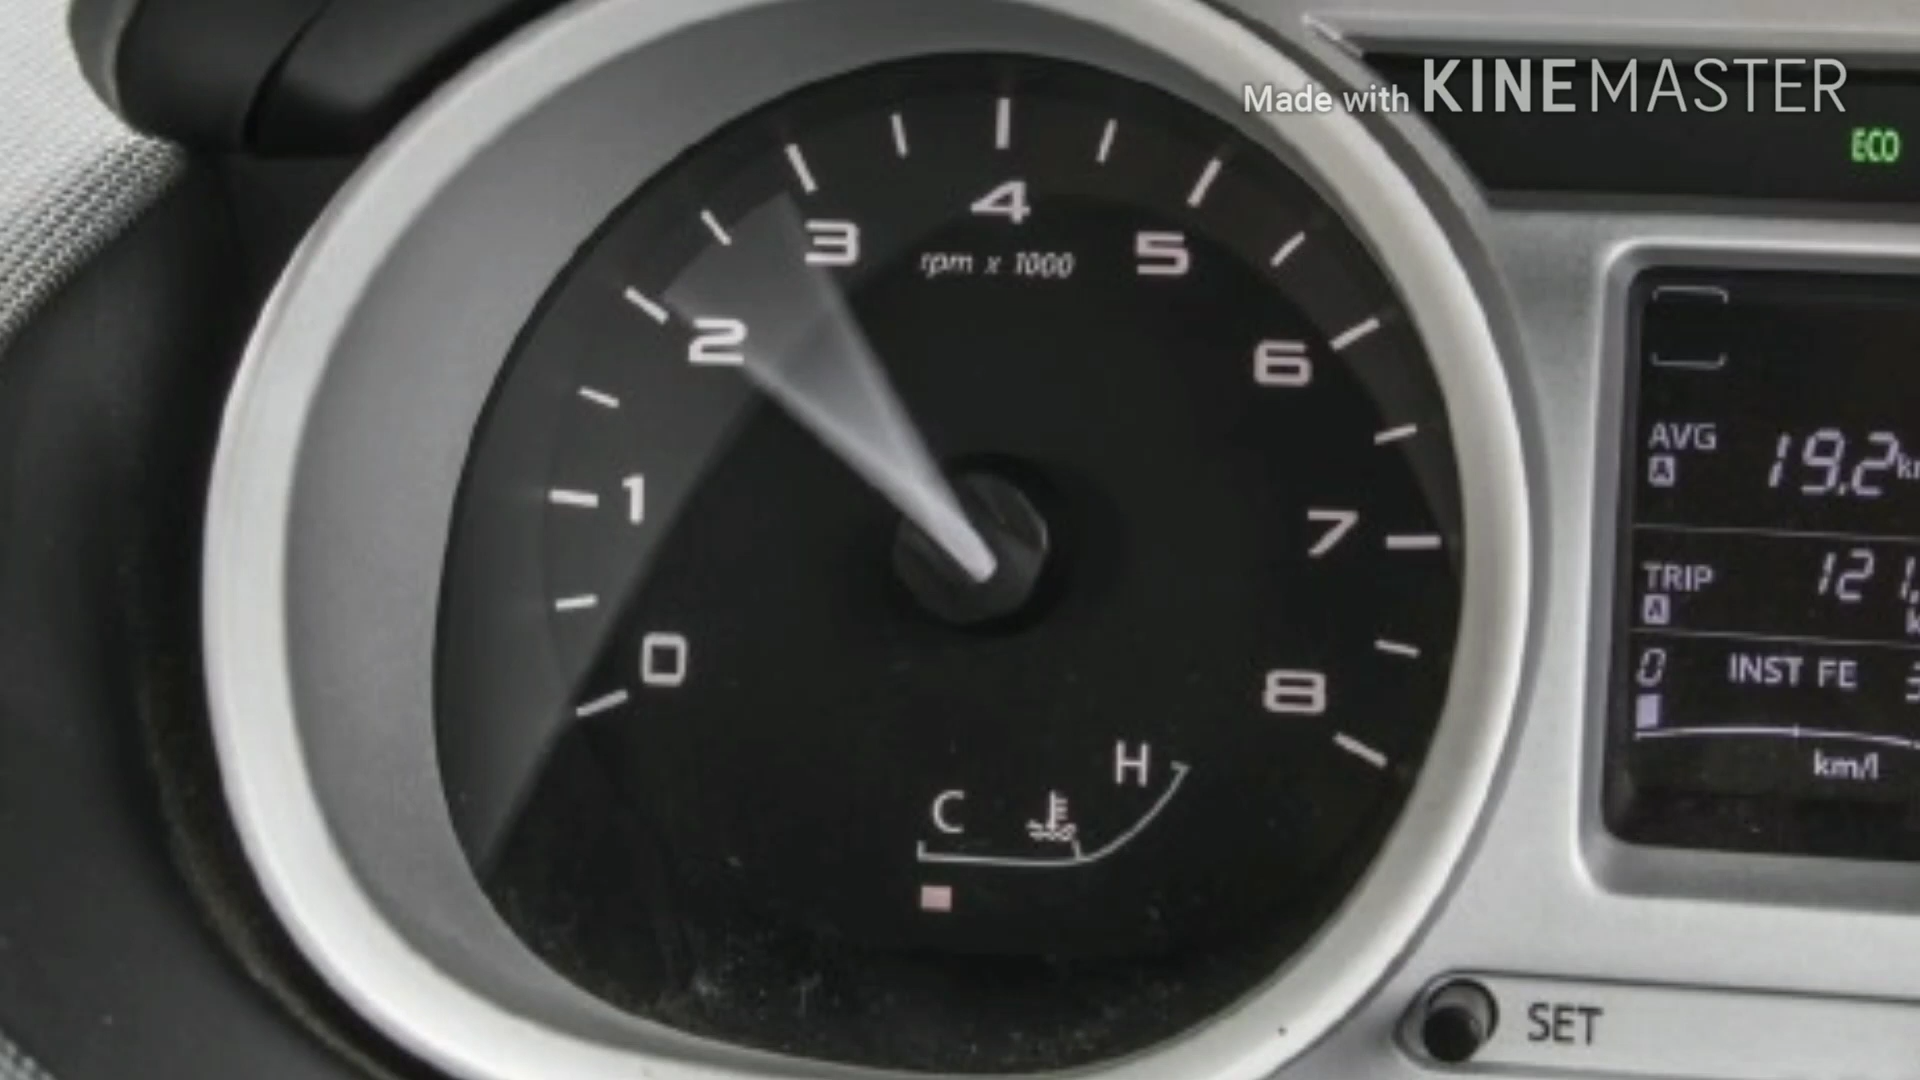 Made with KINEMASTER
ECO
4
3
5
rpm x 1000
2
6
1
7
0
8
C
H
AVG
A
19.2
TRIP
A
121.
0 INST FE
km/l
SET